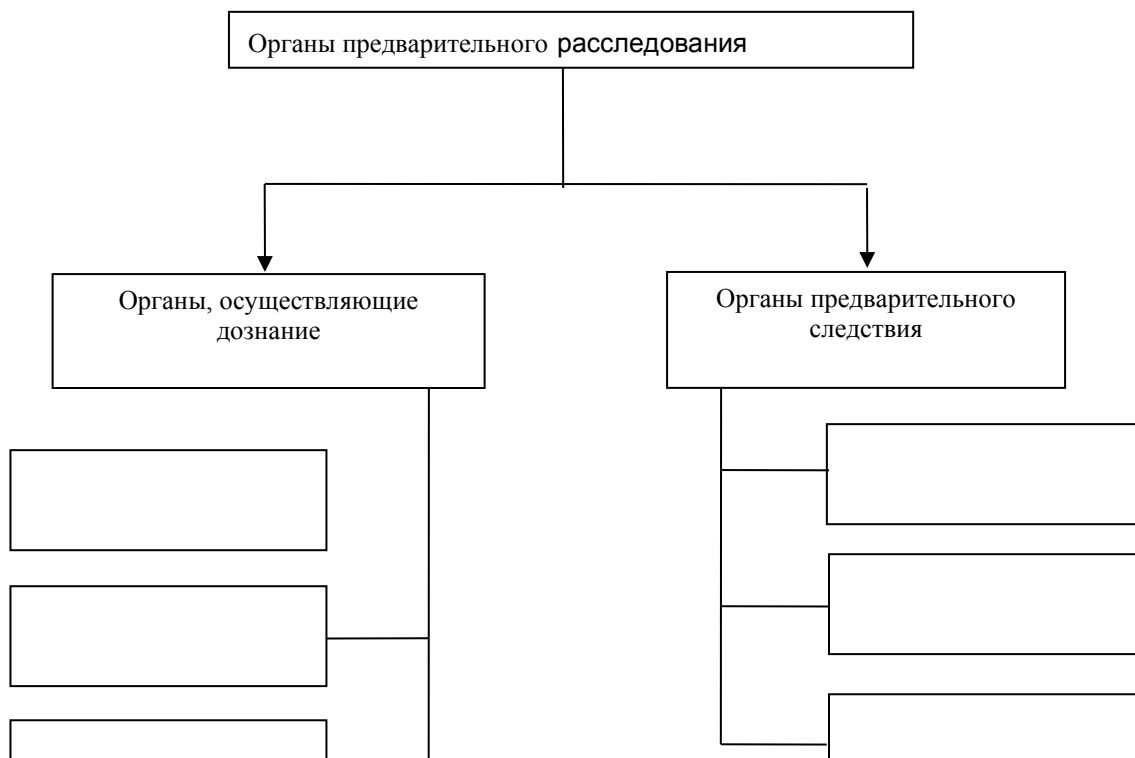 Органы предварительного расследования
Органы, осуществляющие
дознание
Органы предварительного
следствия